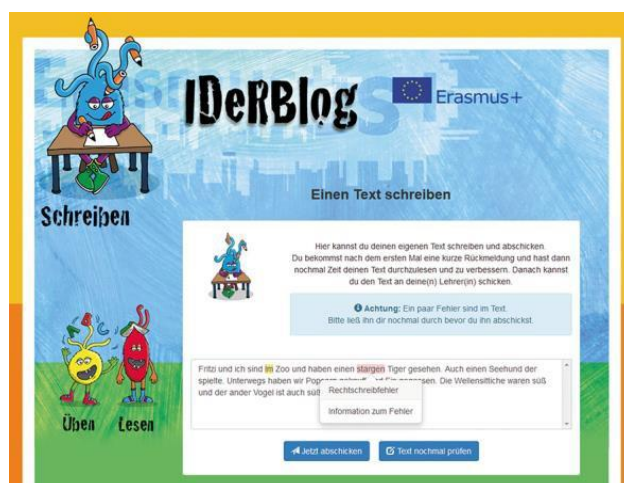 IDeRBlog
Erasmus+
Einen Text schreiben
Schreiben
Hier kannst du deinen eigenen Text schreiben und abschicken.
Du bekommst nach dem ersten Mal eine kurze Rückmeldung und hast dann
nochmal Zeit deinen Text durchzulesen und zu verbessern. Danach kannst
du den Text an deine(n) Lehrer(in) schicken.
Achtung: Ein paar Fehler sind im Text.
Bitte ließ ihn dir nochmal durch bevor du ihn abschickst.
Fritzi und ich sind im Zoo und haben einen stargen Tiger gesehen. Auch einen Seehund der
spielte. Unterwegs haben wir gegessen. Die Wellensittiche waren süß
und der ander Vogel ist auch süß
Rechtschreibfehler
Information zum Fehler
Üben
Lesen
Jetzt abschicken
Text nochmal prüfen